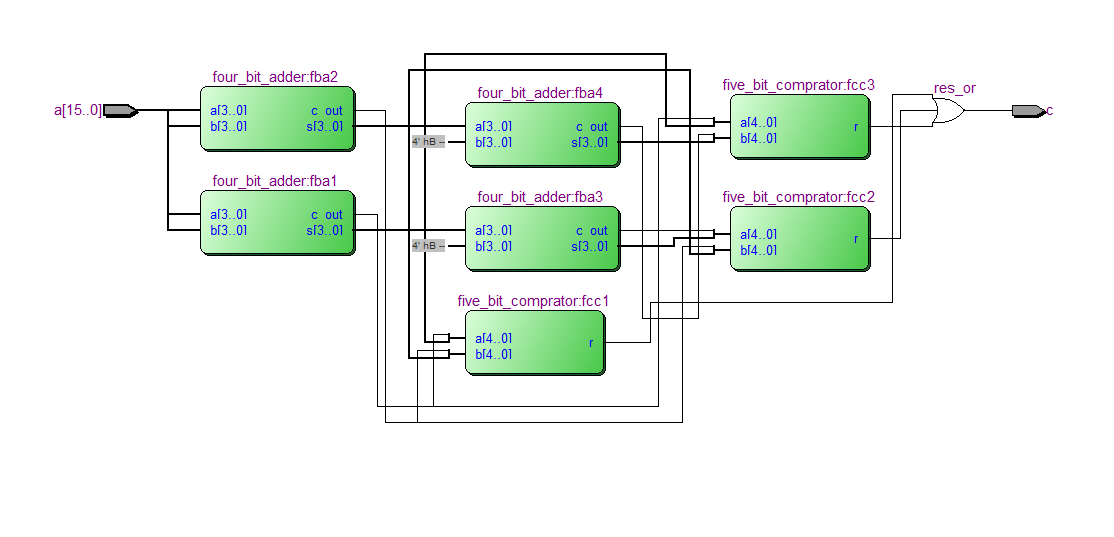 four_bit_adder:fba2
a[15..0]
a[3..0]
b[3..0]
c_out
s[3..0]
four_bit_adder:fba1
a[3..0]
b[3..0]
c_out
s[3..0]
four_bit_adder:fba4
a[3..0]
4' hB --
b[3..0]
c_out
s[3..0]
four_bit_adder:fba3
a[3..0]
4' hB --
b[3..0]
c_out
s[3..0]
five_bit_comprator:fcc1
a[4..0]
b[4..0]
r
five_bit_comprator:fcc3
a[4..0]
b[4..0]
r
five_bit_comprator:fcc2
a[4..0]
b[4..0]
r
res_or
c